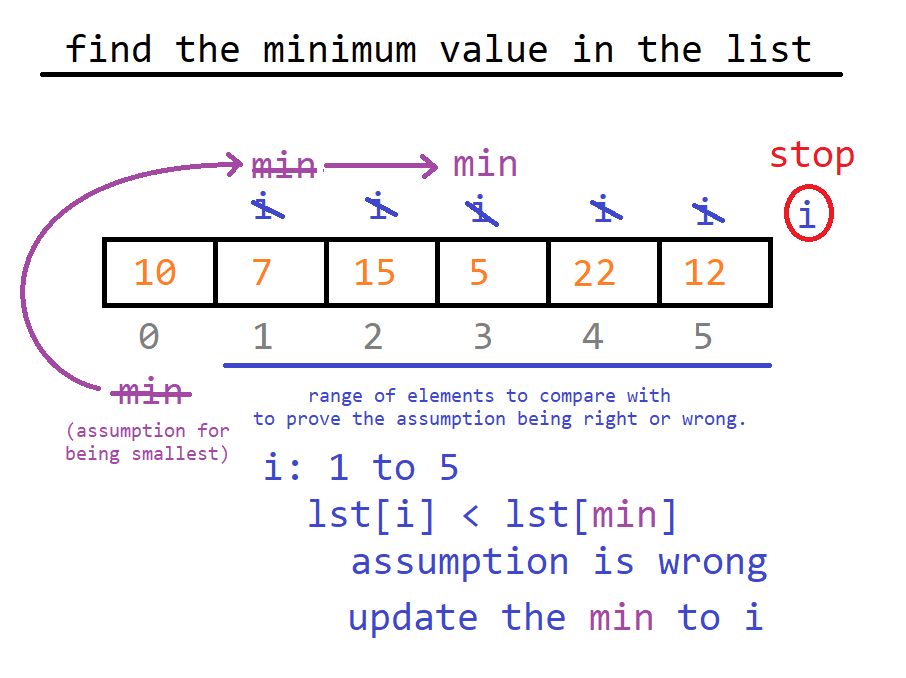 find the minimum value in the list
stop
min min
i i i i i i
10 7 15 5 22 12
0 1 2 3 4 5
min
range of elements to compare with
to prove the assumption being right or wrong.
(assumption for
being smallest)
i: 1 to 5
lst[i] < lst[min]
assumption is wrong
update the min to i